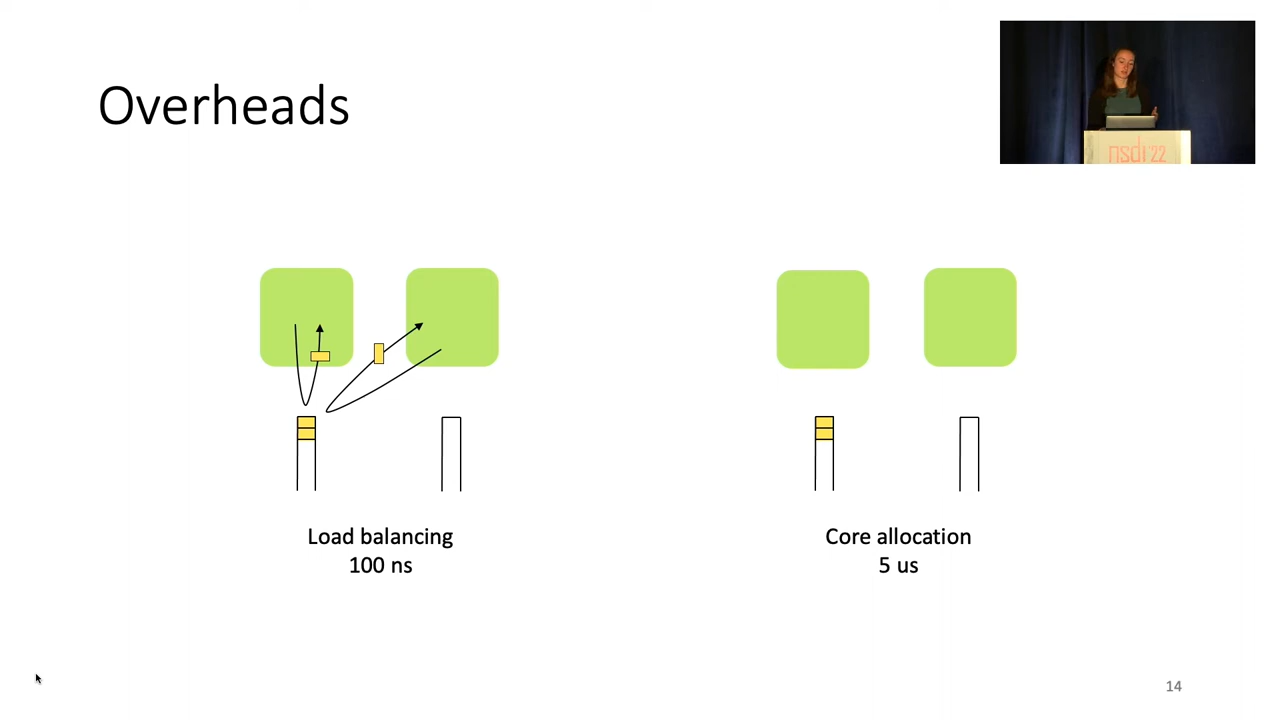 Overheads
nsdi '22
Load balancing
100 ns
Core allocation
5 us
14